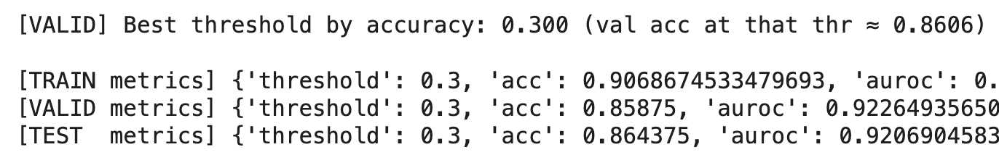 [VALID] Best threshold by accuracy: 0.300 (val acc at that thr ≈ 0.8606)
[TRAIN metrics] {'threshold': 0.3, 'acc': 0.9068674533479693, 'auroc': 0.
[VALID metrics] {'threshold': 0.3, 'acc': 0.85875, 'auroc': 0.92264935650
[TEST  metrics] {'threshold': 0.3, 'acc': 0.864375, 'auroc': 0.9206904583